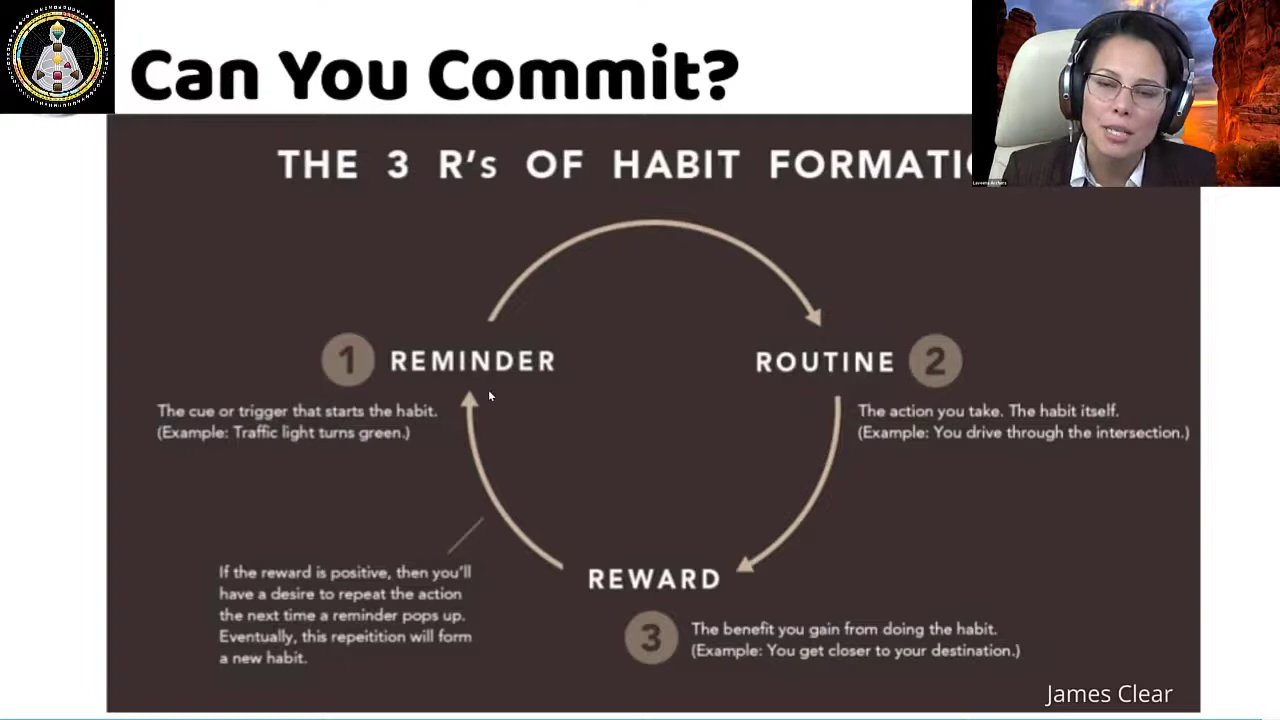 Can You Commit?
THE 3 R's OF HABIT FORMATIO
1 REMINDER
The cue or trigger that starts the habit.
(Example: Traffic light turns green.)
ROUTINE 2
The action you take. The habit itself.
(Example: You drive through the intersection.)
REWARD
3
The benefit you gain from doing the habit.
(Example: You get closer to your destination.)
If the reward is positive, then you'll
have a desire to repeat the action
the next time a reminder pops up.
Eventually, this repeitition will form
a new habit.
James Clear